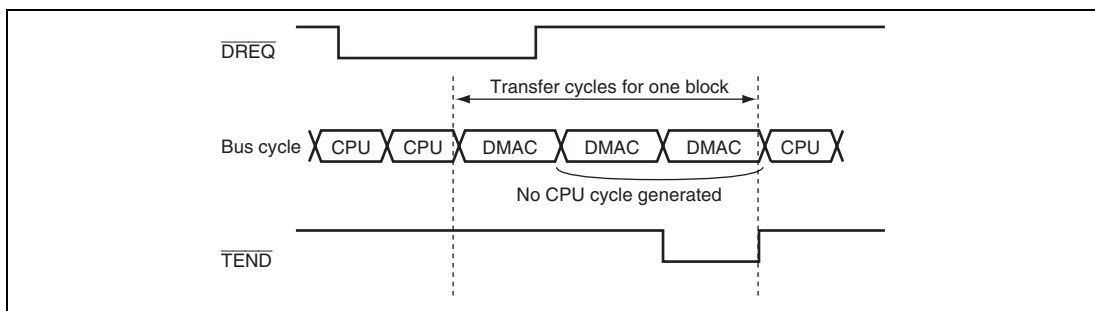 DREQ
Transfer cycles for one block
Bus cycle CPU CPU DMAC DMAC DMAC CPU
No CPU cycle generated
TEND